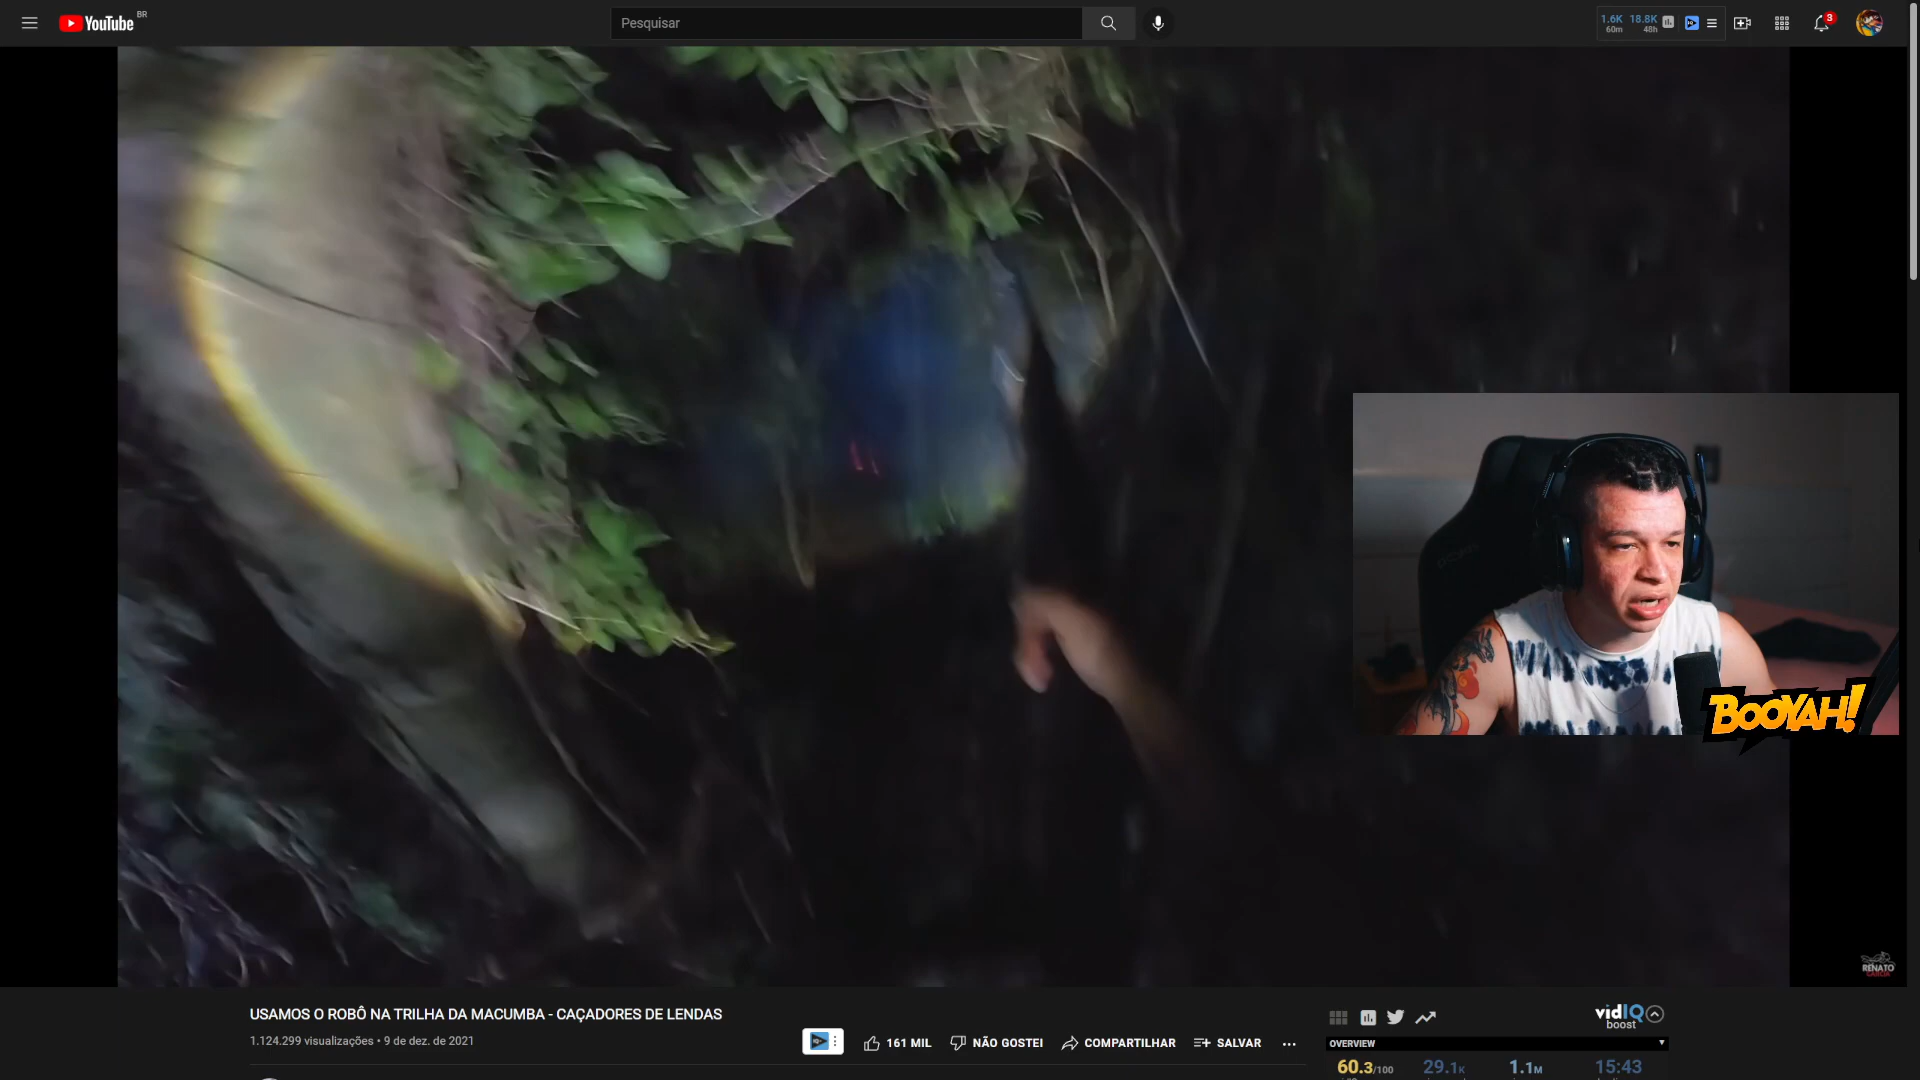 YouTube BR
Pesquisar
1.6K 18.8K
60m 48h
3
BOOYAH!
RENATO
GARCIA
USAMOS O ROBÔ NA TRILHA DA MACUMBA - CAÇADORES DE LENDAS
1.124.299 visualizações • 9 de dez. de 2021
161 MIL
NÃO GOSTEI
COMPARTILHAR
SALVAR
vidIQ
boost
OVERVIEW
60.3/100 29.1K 1.1M 15:43